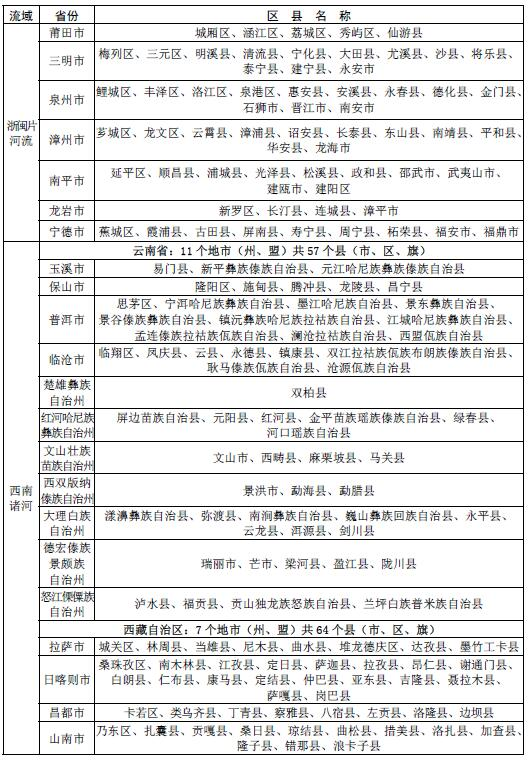 流域 省份 区 县 名 称
浙闽片
河流
莆田市 城厢区、涵江区、荔城区、秀屿区、仙游县
三明市 梅列区、三元区、明溪县、清流县、宁化县、大田县、尤溪县、沙县、将乐县、
泰宁县、建宁县、永安市
泉州市 鲤城区、丰泽区、洛江区、泉港区、惠安县、安溪县、永春县、德化县、金门县、
石狮市、晋江市、南安市
漳州市 芗城区、龙文区、云霄县、漳浦县、诏安县、长泰县、东山县、南靖县、平和县、
华安县、龙海市
南平市 延平区、顺昌县、浦城县、光泽县、松溪县、政和县、邵武市、武夷山市、
建瓯市、建阳区
龙岩市 新罗区、长汀县、连城县、漳平市
宁德市 蕉城区、霞浦县、古田县、屏南县、寿宁县、周宁县、柘荣县、福安市、福鼎市
西南
诸河
云南省：11 个地市（州、盟）共 57 个县（市、区、旗）
玉溪市 易门县、新平彝族傣族自治县、元江哈尼族彝族傣族自治县
保山市 隆阳区、施甸县、腾冲县、龙陵县、昌宁县
普洱市 思茅区、宁洱哈尼族彝族自治县、墨江哈尼族自治县、景东彝族自治县、
景谷傣族彝族自治县、镇沅彝族哈尼族拉祜族自治县、江城哈尼族彝族自治县、
孟连傣族拉祜族佤族自治县、澜沧拉祜族自治县、西盟佤族自治县
临沧市 临翔区、凤庆县、云县、永德县、镇康县、双江拉祜族佤族布朗族傣族自治县、
耿马傣族佤族自治县、沧源佤族自治县
楚雄彝族
自治州 双柏县
红河哈尼族
彝族自治州 屏边苗族自治县、元阳县、红河县、金平苗族瑶族傣族自治县、绿春县、
河口瑶族自治县
文山壮族
苗族自治州 文山市、西畴县、麻栗坡县、马关县
西双版纳
傣族自治州 景洪市、勐海县、勐腊县
大理白族
自治州 漾濞彝族自治县、弥渡县、南涧彝族自治县、巍山彝族回族自治县、永平县、
云龙县、洱源县、剑川县
德宏傣族
景颇族
自治州 瑞丽市、芒市、梁河县、盈江县、陇川县
怒江傈僳族
自治州 泸水县、福贡县、贡山独龙族怒族自治县、兰坪白族普米族自治县
西藏自治区：7 个地市（州、盟）共 64 个县（市、区、旗）
拉萨市 城关区、林周县、当雄县、尼木县、曲水县、堆龙德庆区、达孜县、墨竹工卡县
日喀则市 桑珠孜区、南木林县、江孜县、定日县、萨迦县、拉孜县、昂仁县、谢通门县、
白朗县、仁布县、康马县、定结县、仲巴县、亚东县、吉隆县、聂拉木县、
萨嘎县、岗巴县
昌都市 卡若区、类乌齐县、丁青县、察雅县、八宿县、左贡县、洛隆县、边坝县
山南市 乃东区、扎囊县、贡嘎县、桑日县、琼结县、曲松县、措美县、洛扎县、加查县、
隆子县、错那县、浪卡子县